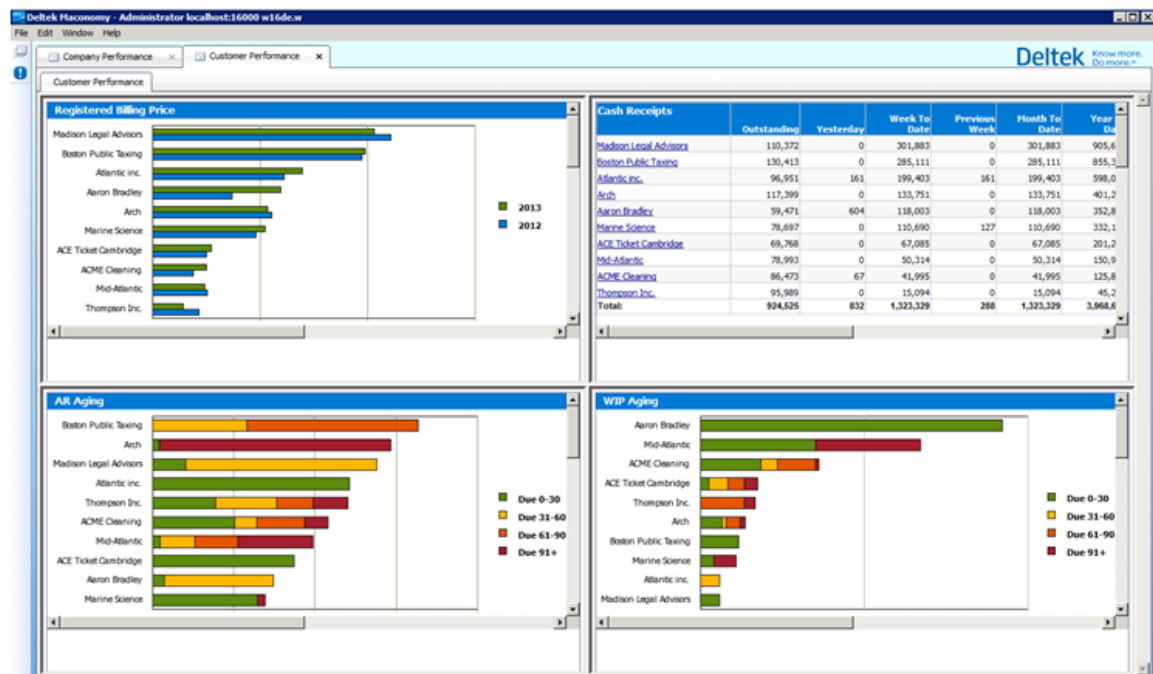 Deltek Maconomy - Administrator localhost:16000 w16de.w
File Edit Window Help
Company Performance Customer Performance
Deltek Know more. Do more.™
Customer Performance
Registered Billing Price
Madison Legal Advisors
Boston Public Taxing
Atlantic inc.
Aaron Bradley
Arch
Marine Science
ACE Ticket Cambridge
ACME Cleaning
Mid-Atlantic
Thompson Inc.
2013
2012
Cash Receipts
Outstanding Yesterday Week To Date Previous Week Month To Date Year Da
Madison Legal Advisors 110,372 0 301,883 0 301,883 905,6
Boston Public Taxing 130,413 0 285,111 0 285,111 855,3
Atlantic inc. 96,951 161 199,403 161 199,403 598,0
Arch 117,399 0 133,751 0 133,751 401,2
Aaron Bradley 59,471 604 118,003 0 118,003 352,8
Marine Science 78,697 0 110,690 127 110,690 332,1
ACE Ticket Cambridge 69,768 0 67,085 0 67,085 201,2
Mid-Atlantic 78,993 0 50,314 0 50,314 150,9
ACME Cleaning 86,473 67 41,995 0 41,995 125,8
Thompson Inc. 95,989 0 15,094 0 15,094 45,2
Total: 924,525 832 1,323,329 288 1,323,329 3,968,6
AR Aging
Boston Public Taxing
Arch
Madison Legal Advisors
Atlantic inc.
Thompson Inc.
ACME Cleaning
Mid-Atlantic
ACE Ticket Cambridge
Aaron Bradley
Marine Science
Due 0-30
Due 31-60
Due 61-90
Due 91+
WIP Aging
Aaron Bradley
Mid-Atlantic
ACME Cleaning
ACE Ticket Cambridge
Thompson Inc.
Arch
Boston Public Taxing
Marine Science
Atlantic inc.
Madison Legal Advisors
Due 0-30
Due 31-60
Due 61-90
Due 91+